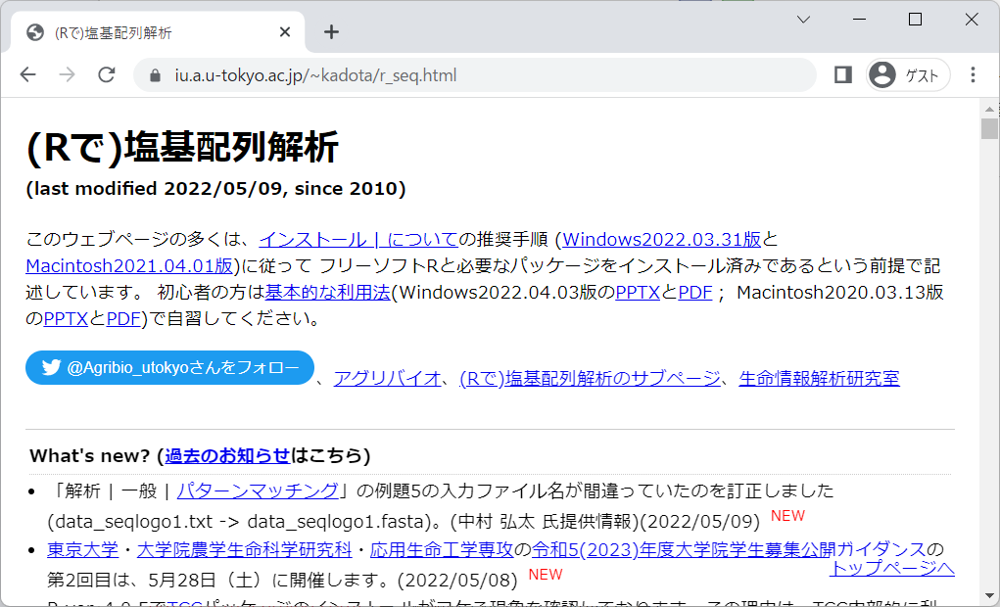 (Rで)塩基配列解析
iu.a.u-tokyo.ac.jp/~kadota/r_seq.html
ゲスト
(Rで)塩基配列解析
(last modified 2022/05/09, since 2010)
このウェブページの多くは、インストール | についての推奨手順 (Windows2022.03.31版と
Macintosh2021.04.01版)に従って フリーソフトRと必要なパッケージをインストール済みであるという前提で記
述しています。 初心者の方は基本的な利用法(Windows2022.04.03版のPPTXとPDF； Macintosh2020.03.13版
のPPTXとPDF)で自習してください。
@Agribio_utokyoさんをフォロー、アグリバイオ、(Rで)塩基配列解析のサブページ、生命情報解析研究室
What's new? (過去のお知らせはこちら)
「解析 | 一般 | パターンマッチング」の例題5の入力ファイル名が間違っていたのを訂正しました
(data_seqlogo1.txt -> data_seqlogo1.fasta)。(中村 弘太 氏提供情報)(2022/05/09) NEW
東京大学・大学院農学生命科学研究科・応用生命工学専攻の令和5(2023)年度大学院学生募集公開ガイダンスの
トップページへ
第2回目は、5月28日（土）に開催します。(2022/05/08) NEW